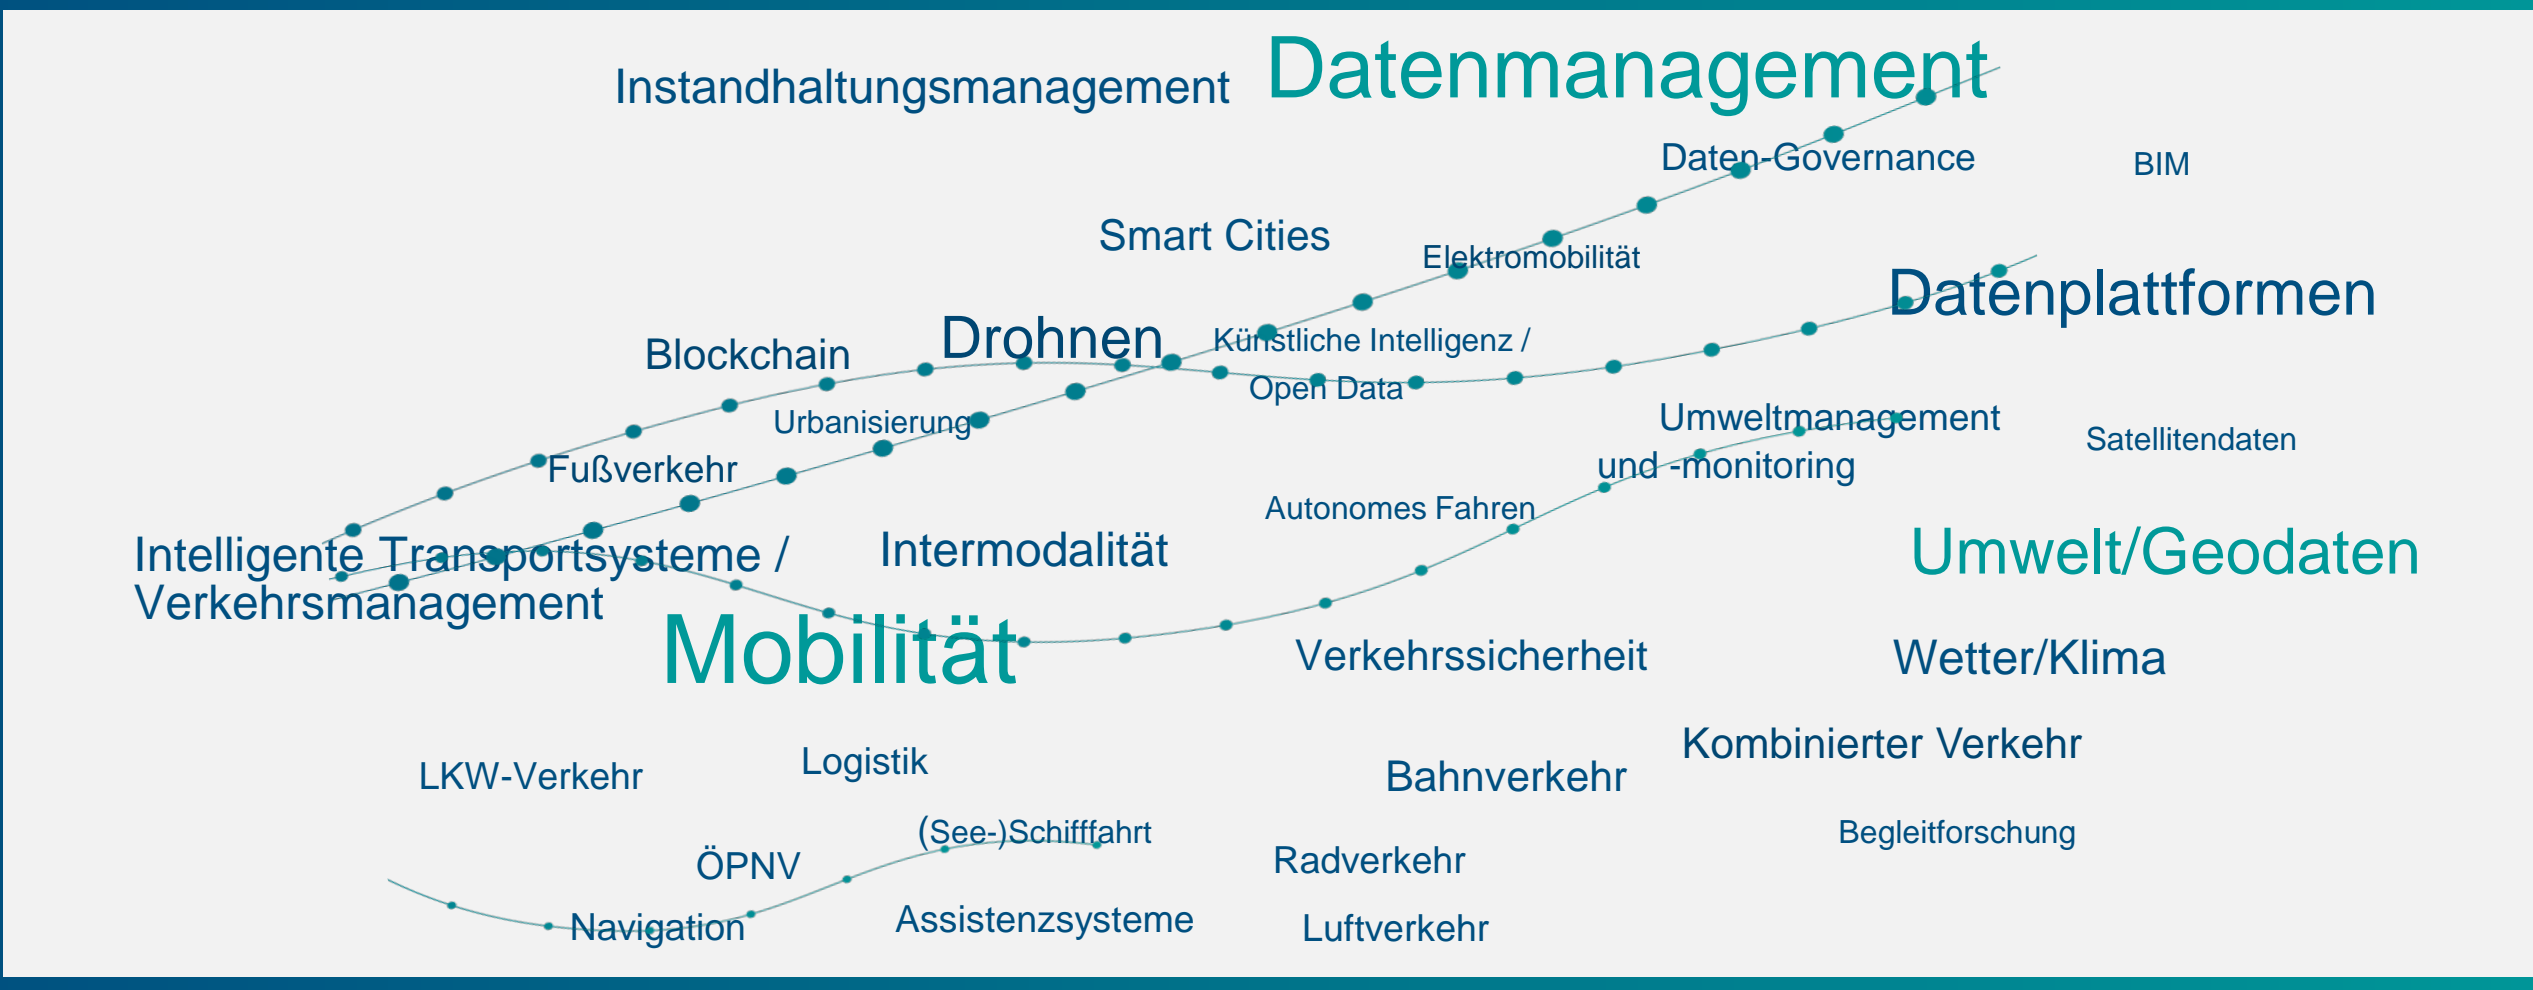 Datenmanagement
Instandhaltungsmanagement
Daten-Governance
BIM
Smart Cities
Elektromobilität
Datenplattformen
Drohnen
Künstliche Intelligenz /
Blockchain
Open Data
Urbanisierung
Umweltmanagement
Satellitendaten
Fußverkehr
und -monitoring
Autonomes Fahren
Intelligente Transportsysteme /
Verkehrsmanagement
Intermodalität
Umwelt/Geodaten
Mobilität
Verkehrssicherheit
Wetter/Klima
Kombinierter Verkehr
LKW-Verkehr
Logistik
Bahnverkehr
(See-)Schifffahrt
Begleitforschung
ÖPNV
Radverkehr
Navigation
Assistenzsysteme
Luftverkehr